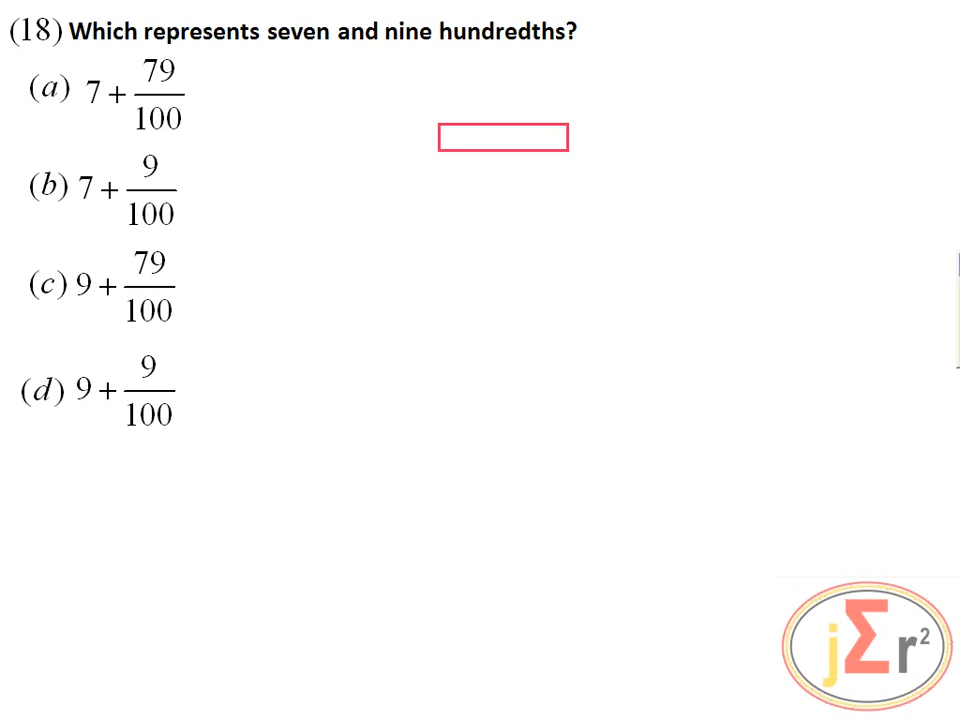 (18) Which represents seven and nine hundredths?
(a) 7 + 79/100
(b) 7 + 9/100
(c) 9 + 79/100
(d) 9 + 9/100
jΣr²